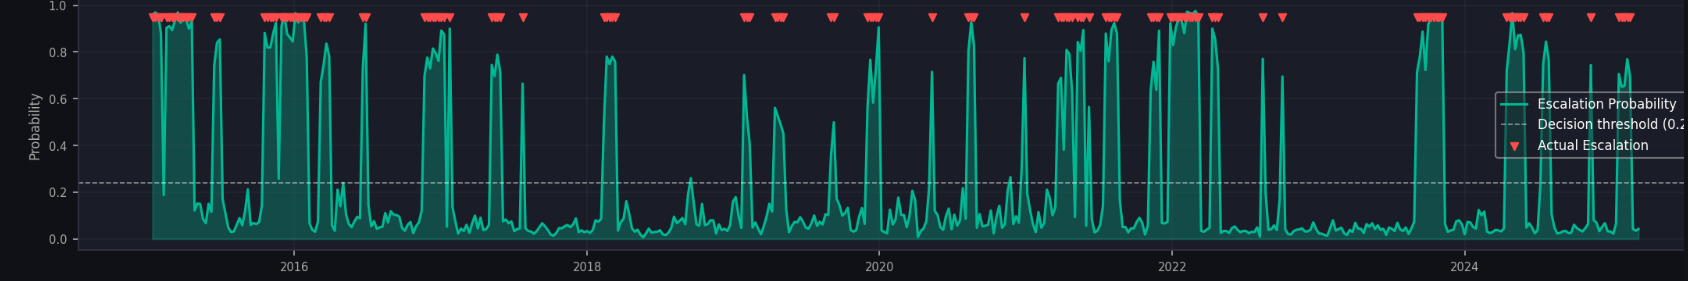 1.0
0.8
0.6
0.4
0.2
0.0
Probability
Escalation Probability
Decision threshold (0.2
Actual Escalation
2016 2018 2020 2022 2024